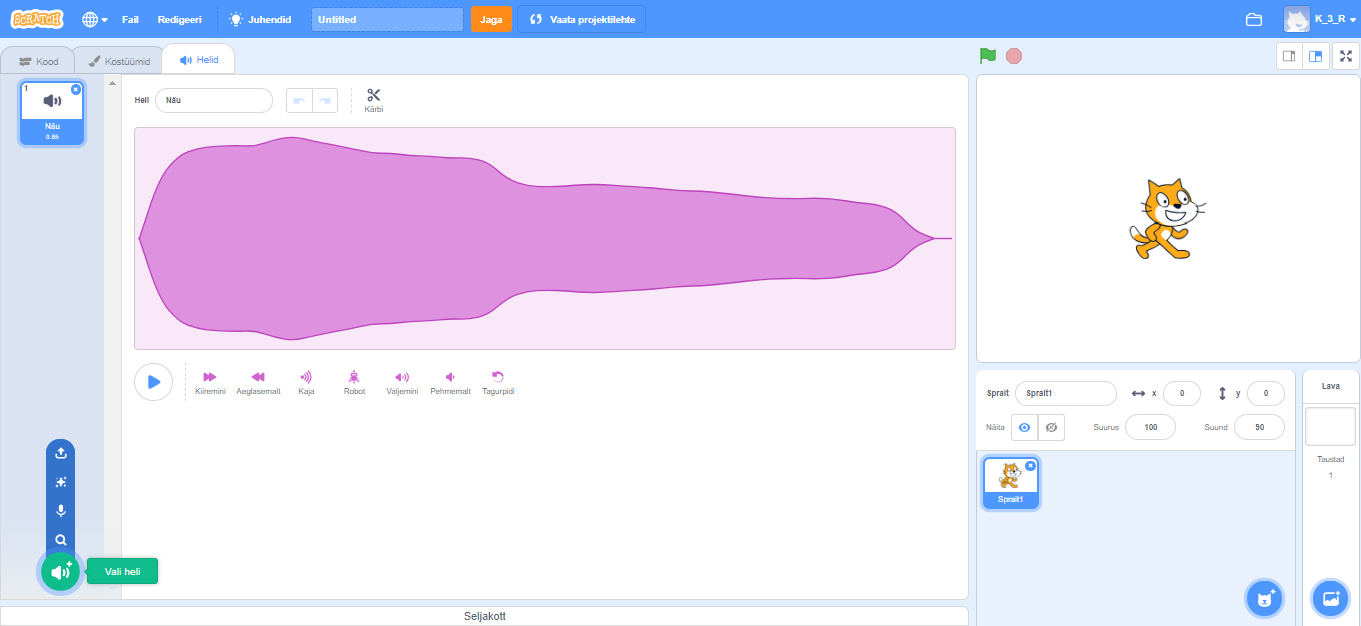 SCRATCH
Fail
Redigeeri
Juhendid
Untitled
Jaga
Vaata projektilehte
K_3_R
Kood
Kostüümid
Helid
1
Näu
0.85
Heli
Näu
Kärbi
Kiiremini
Aeglasemalt
Kaja
Robot
Valjemini
Pehmemalt
Tagurpidi
Vali heli
Seljakott
Sprait
Sprait1
x
0
y
0
Näita
Suurus
100
Suund
90
Sprait1
Lava
Taustad
1